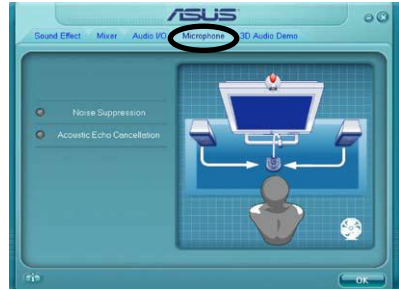 ASUS
Sound Effect Mixer Audio I/O Microphone 3D Audio Demo
Noise Suppression
Acoustic Echo Cancellation
OK